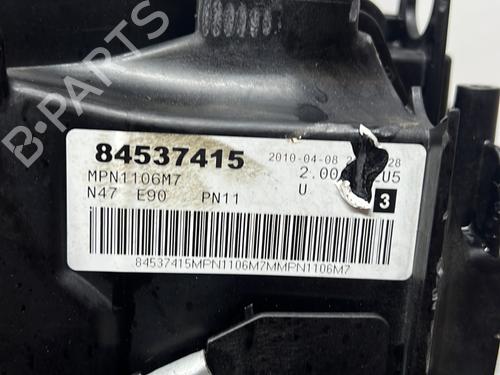 B-PARTS
84537415
2010-04-08
MPN1106M7
2.00
U5
N47 E90 PN11
U
3
84537415MPN1106M7MMPN1106M7